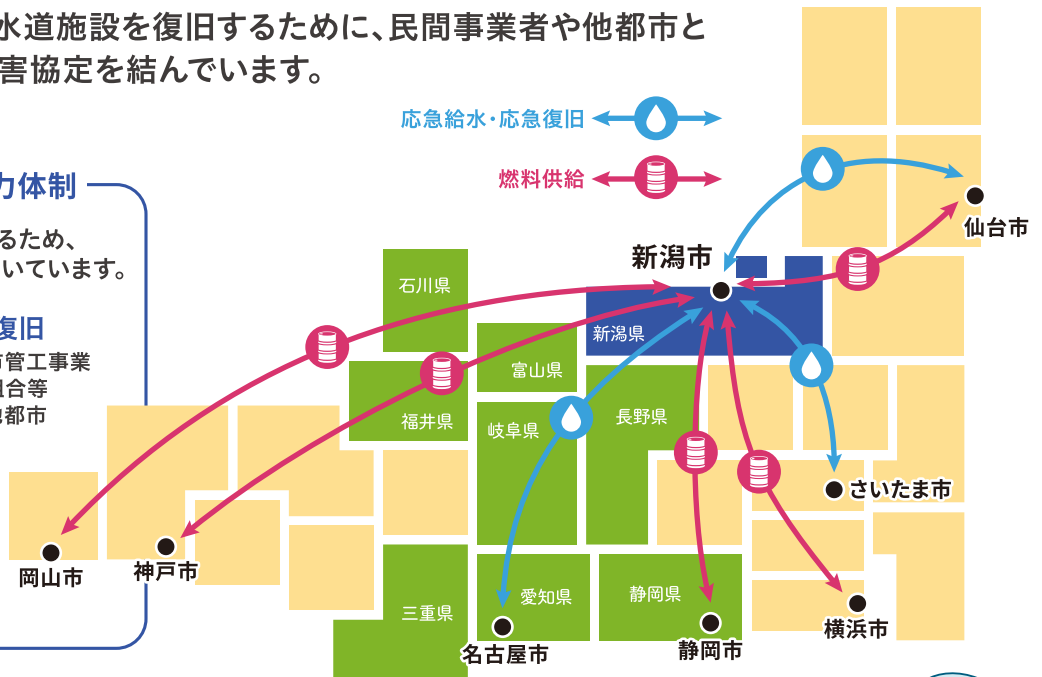 水道施設を復旧するために、民間事業者や他都市と
害協定を結んでいます。
応急給水・応急復旧
燃料供給
力体制
るため、
いています。
復旧
市管工事業
組合等
他都市
仙台市
新潟市
石川県
新潟県
富山県
福井県
岐阜県
長野県
さいたま市
岡山市
神戸市
三重県
愛知県
静岡県
名古屋市
静岡市
横浜市